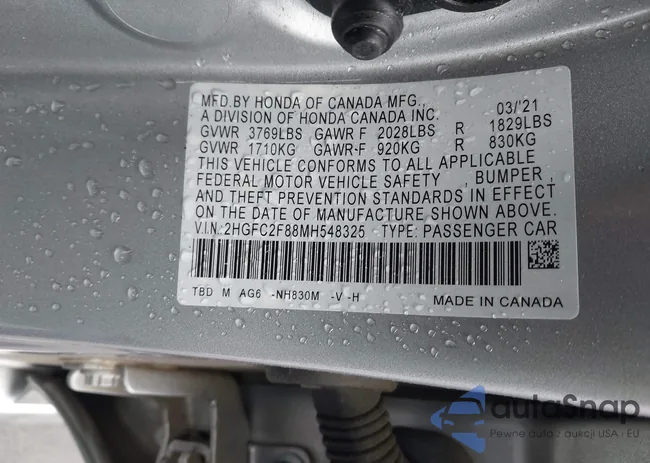 MFD.BY HONDA OF CANADA MFG., 03/'21
A DIVISION OF HONDA CANADA INC.
GVWR 3769LBS GAWR F 2028LBS R 1829LBS
GVWR 1710KG GAWR-F 920KG R 830KG
THIS VEHICLE CONFORMS TO ALL APPLICABLE
FEDERAL MOTOR VEHICLE SAFETY , BUMPER ,
AND THEFT PREVENTION STANDARDS IN EFFECT
ON THE DATE OF MANUFACTURE SHOWN ABOVE.
V.I.N.: 2HGFC2F88MH548325 TYPE: PASSENGER CAR
TBD M AG6 -NH830M -V -H MADE IN CANADA
autoSnap
Pewne auto z aukcji USA i EU